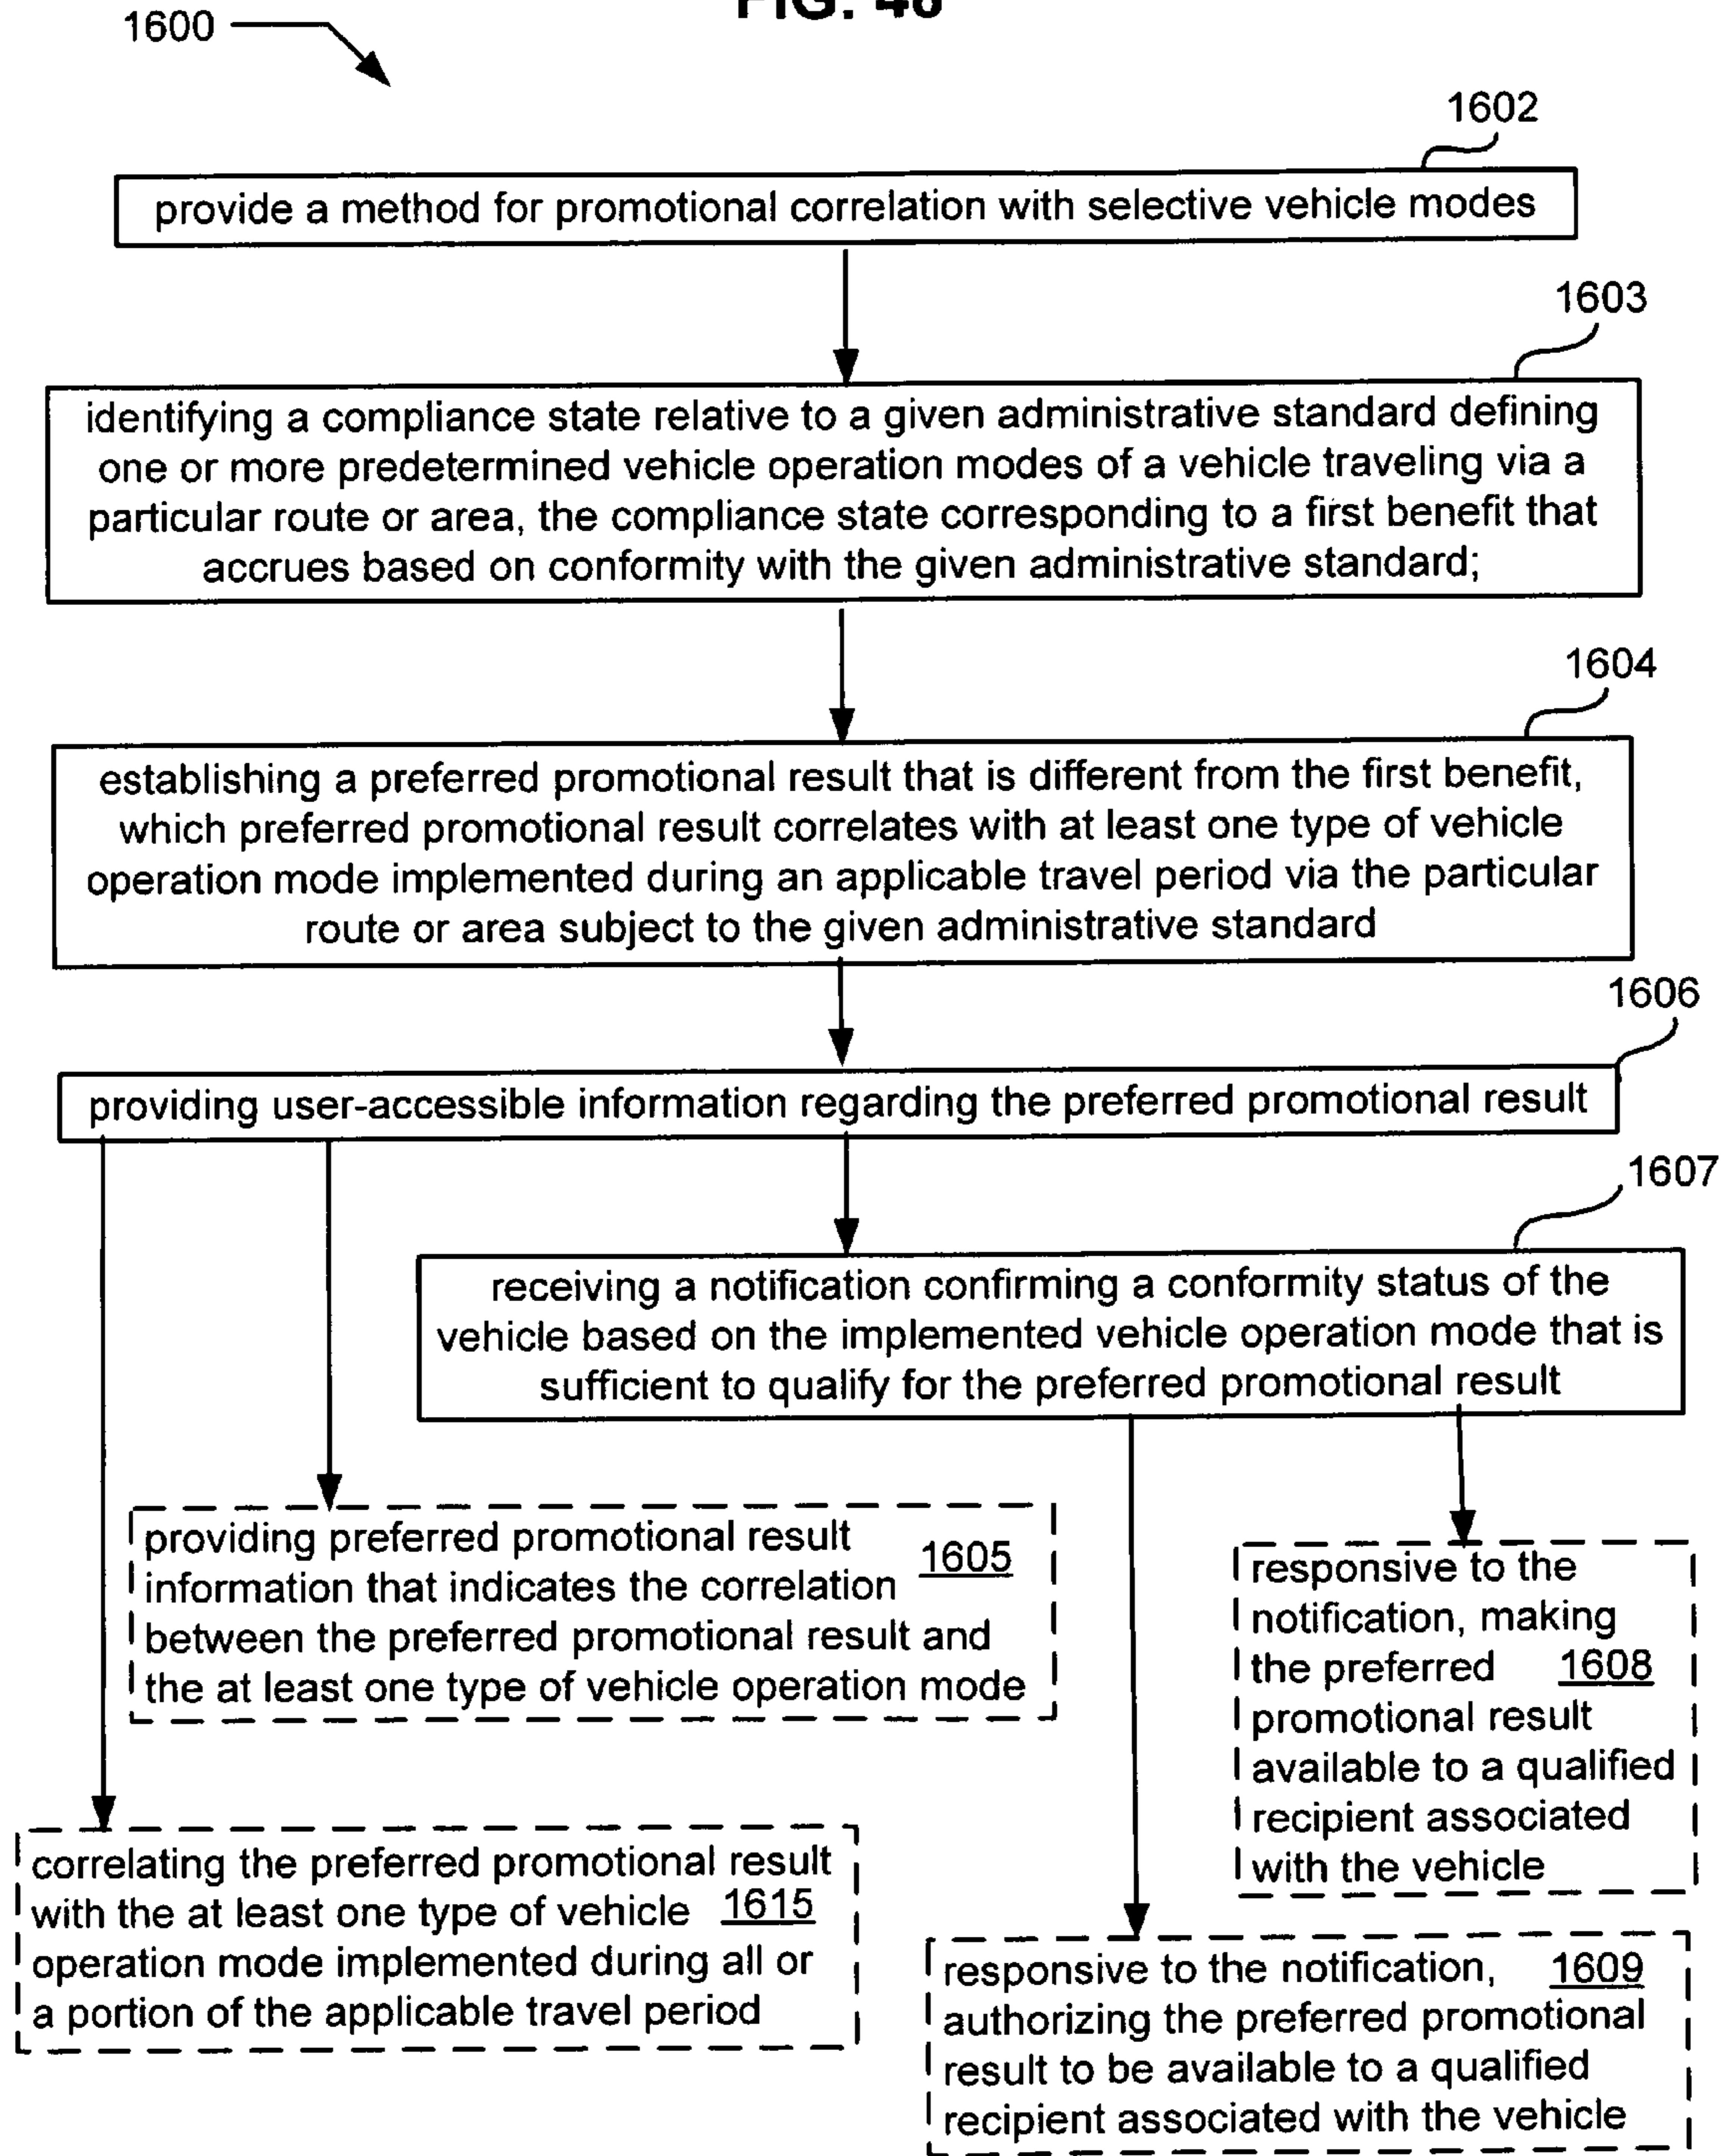 FIG. 46
1600
1602
provide a method for promotional correlation with selective vehicle modes
1603
identifying a compliance state relative to a given administrative standard defining
one or more predetermined vehicle operation modes of a vehicle traveling via a
particular route or area, the compliance state corresponding to a first benefit that
accrues based on conformity with the given administrative standard;
1604
establishing a preferred promotional result that is different from the first benefit,
which preferred promotional result correlates with at least one type of vehicle
operation mode implemented during an applicable travel period via the particular
route or area subject to the given administrative standard
1606
providing user-accessible information regarding the preferred promotional result
1607
receiving a notification confirming a conformity status of the
vehicle based on the implemented vehicle operation mode that is
sufficient to qualify for the preferred promotional result
providing preferred promotional result
information that indicates the correlation
between the preferred promotional result and
the at least one type of vehicle operation mode
1605
responsive to the
notification, making
the preferred 1608
promotional result
available to a qualified
recipient associated
with the vehicle
correlating the preferred promotional result
with the at least one type of vehicle 1615
operation mode implemented during all or
a portion of the applicable travel period
responsive to the notification, 1609
authorizing the preferred promotional
result to be available to a qualified
recipient associated with the vehicle